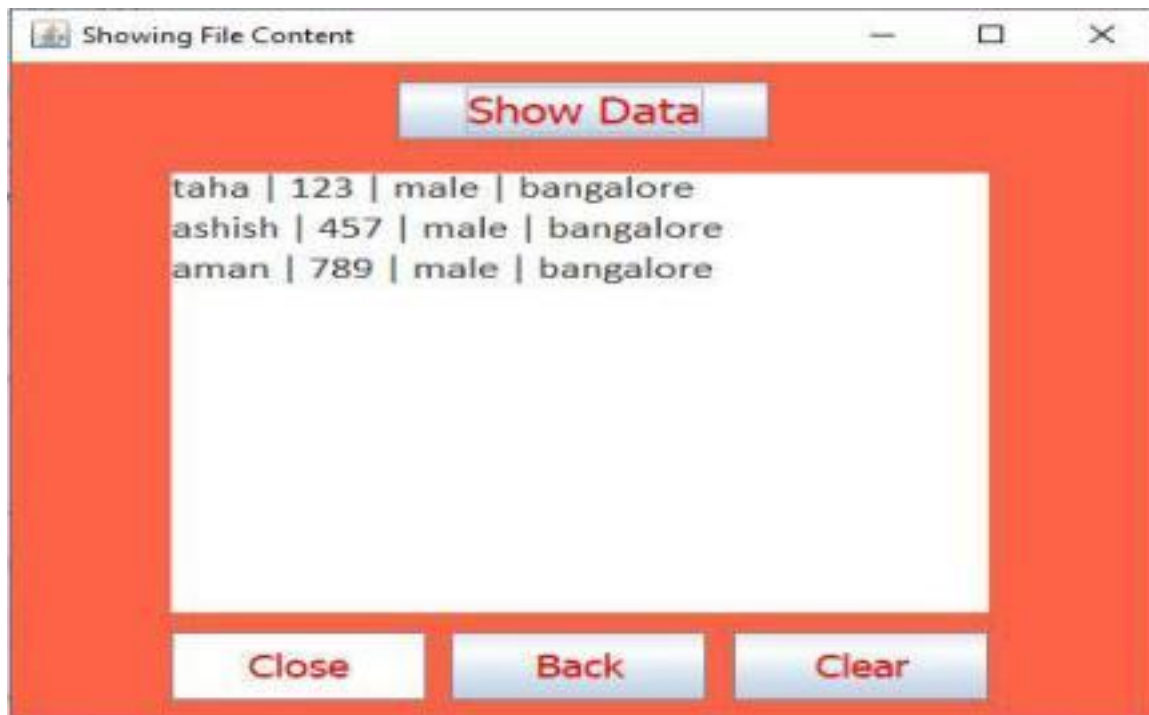 Showing File Content
Show Data
taha | 123 | male | bangalore
ashish | 457 | male | bangalore
aman | 789 | male | bangalore
Close Back Clear